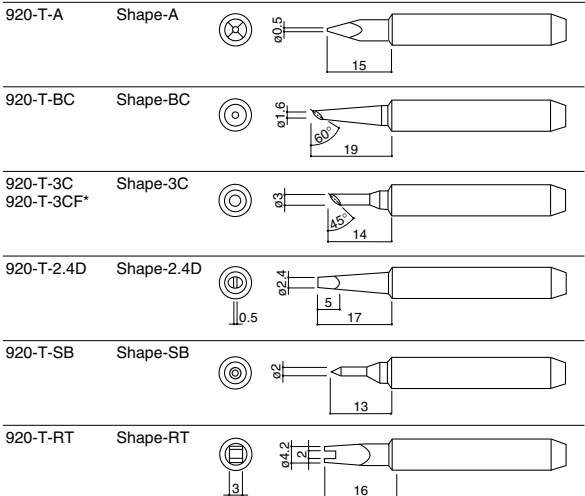 920-T-A Shape-A ø0.5 15
920-T-BC Shape-BC ø1.6 60° 19
920-T-3C Shape-3C ø3 45° 14
920-T-3CF*
920-T-2.4D Shape-2.4D ø2.4 5 17 0.5
920-T-SB Shape-SB ø2 13
920-T-RT Shape-RT ø4.2 2 3 16